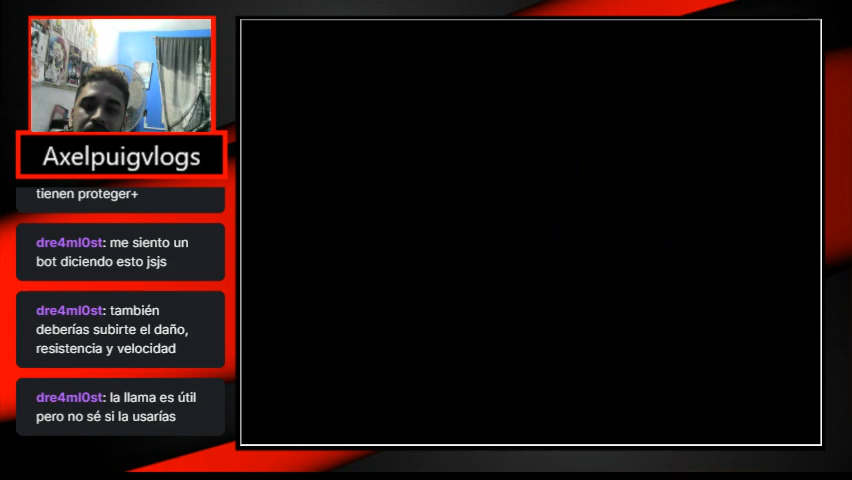 Axelpuigvlogs
tienen proteger+
dre4ml0st: me siento un
bot diciendo esto jsjs
dre4ml0st: también
deberías subirte el daño,
resistencia y velocidad
dre4ml0st: la llama es útil
pero no sé si la usarías